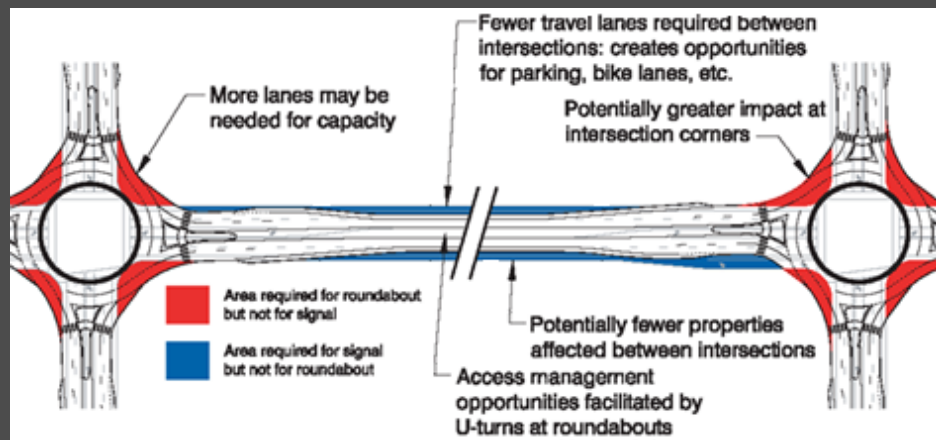 Fewer travel lanes required between
intersections: creates opportunities
for parking, bike lanes, etc.
More lanes may be
needed for capacity
Potentially greater impact at
intersection corners
Area required for roundabout
but not for signal
Area required for signal
but not for roundabout
Potentially fewer properties
affected between intersections
Access management
opportunities facilitated by
U-turns at roundabouts